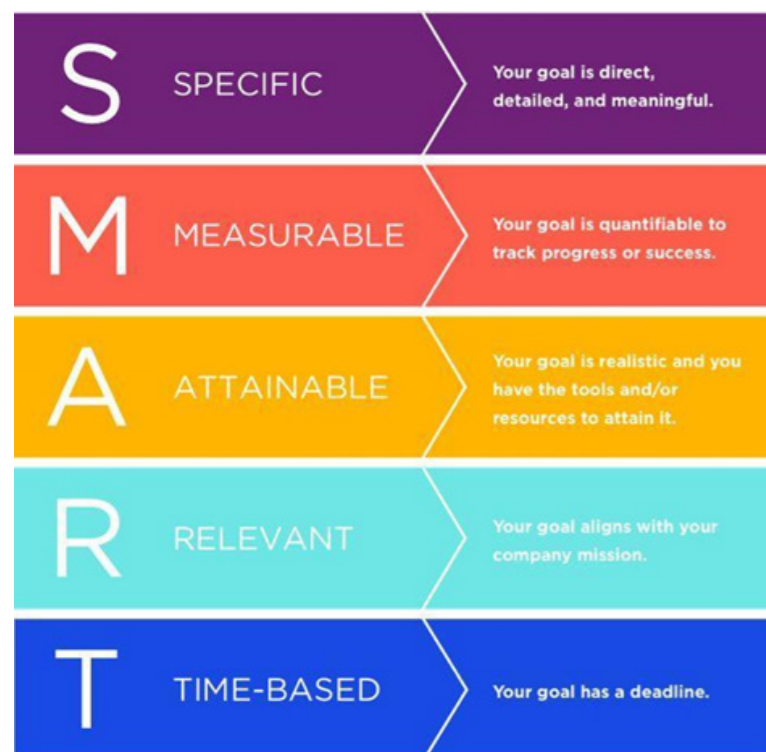 S SPECIFIC
Your goal is direct,
detailed, and meaningful.
M MEASURABLE
Your goal is quantifiable to
track progress or success.
A ATTAINABLE
Your goal is realistic and you
have the tools and/or
resources to attain it.
R RELEVANT
Your goal aligns with your
company mission.
T TIME-BASED
Your goal has a deadline.